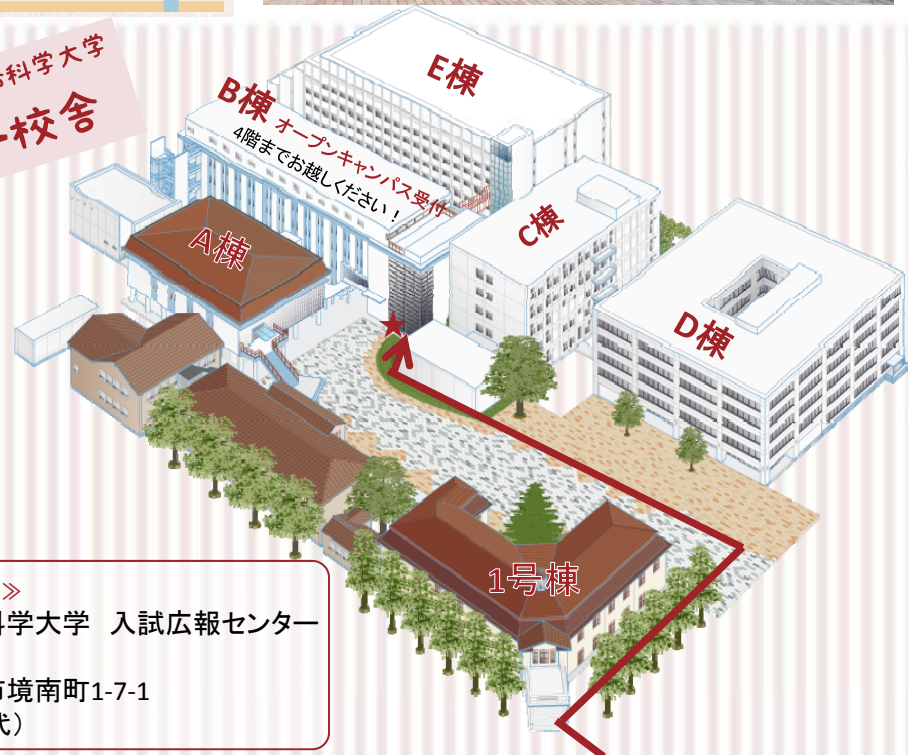 科学大学
校舎
E棟
B棟 オープンキャンパス受付
4階までお越しください！
C棟
A棟
D棟
1号棟
≫
科学大学　入試広報センター
市境南町1-7-1
代）